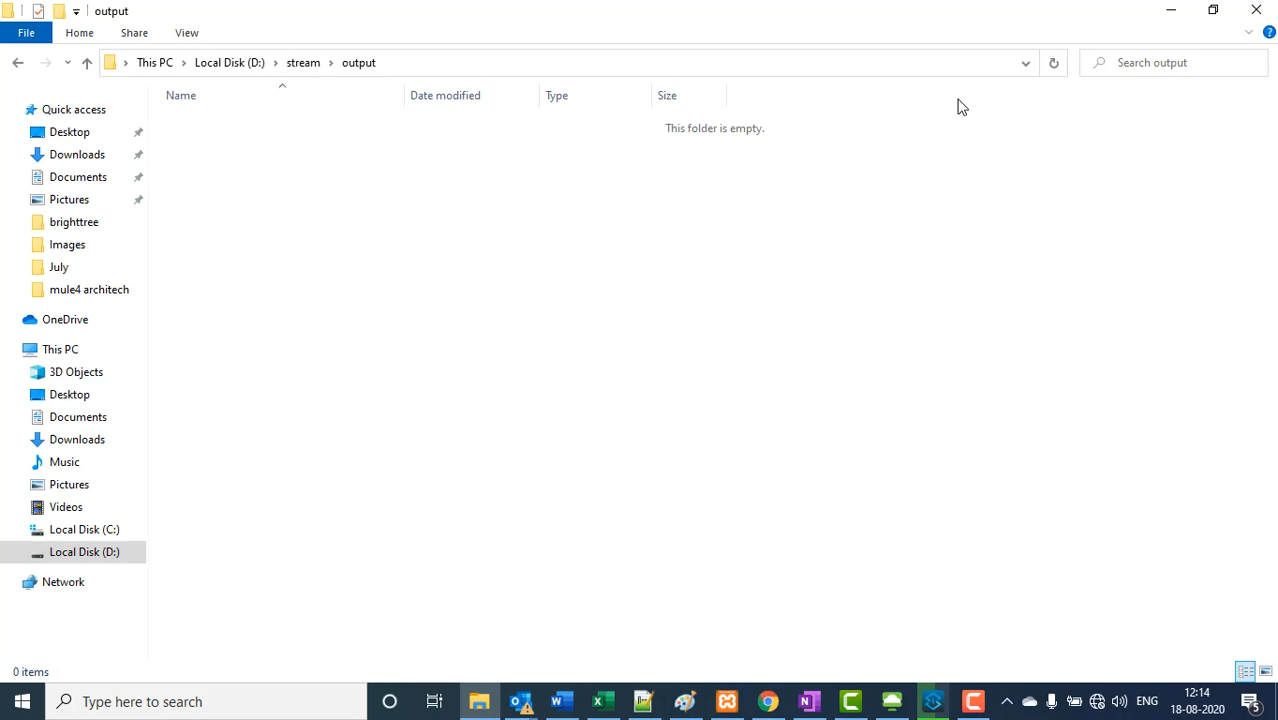 output
File Home Share View
This PC Local Disk (D:) stream output
Search output
Name Date modified Type Size
This folder is empty.
Quick access
Desktop
Downloads
Documents
Pictures
brighttree
Images
July
mule4 architech
OneDrive
This PC
3D Objects
Desktop
Documents
Downloads
Music
Pictures
Videos
Local Disk (C:)
Local Disk (D:)
Network
0 items
Type here to search
ENG
12:14
18-08-2020
5